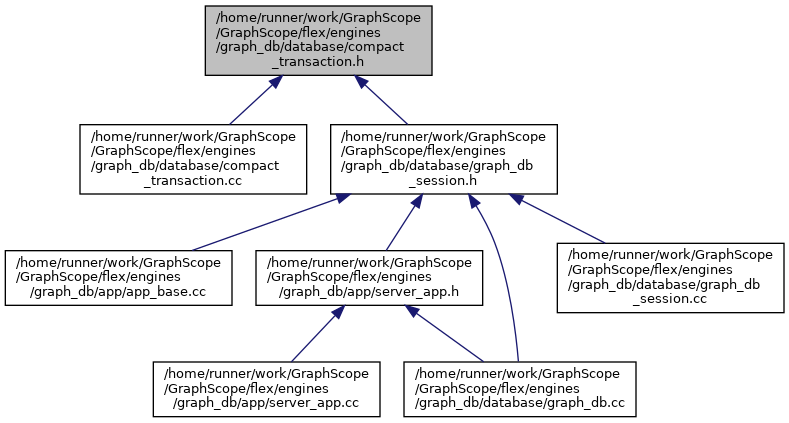 /home/runner/work/GraphScope
/GraphScope/flex/engines
/graph_db/database/compact
_transaction.h
/home/runner/work/GraphScope
/GraphScope/flex/engines
/graph_db/database/compact
_transaction.cc
/home/runner/work/GraphScope
/GraphScope/flex/engines
/graph_db/database/graph_db
_session.h
/home/runner/work/GraphScope
/GraphScope/flex/engines
/graph_db/app/app_base.cc
/home/runner/work/GraphScope
/GraphScope/flex/engines
/graph_db/app/server_app.h
/home/runner/work/GraphScope
/GraphScope/flex/engines
/graph_db/database/graph_db
_session.cc
/home/runner/work/GraphScope
/GraphScope/flex/engines
/graph_db/app/server_app.cc
/home/runner/work/GraphScope
/GraphScope/flex/engines
/graph_db/database/graph_db.cc